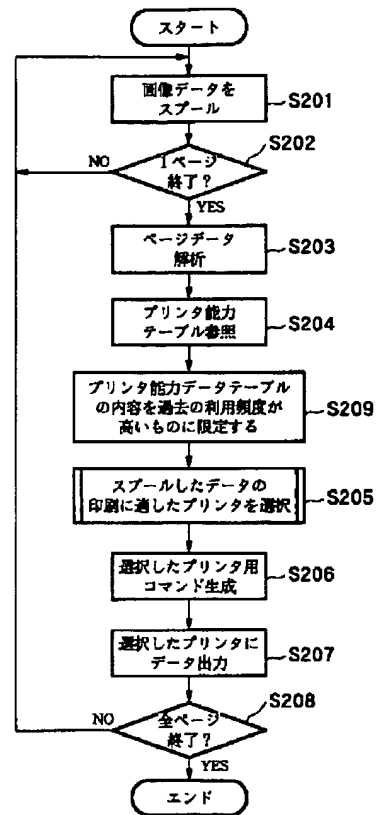 スタート
画像データを
スプール
S201
S202
1ページ
終了?
NO
YES
ページデータ
解析
S203
プリンタ能力
テーブル参照
S204
プリンタ能力データテーブル
の内容を過去の利用頻度が
高いものに限定する
S209
スプールしたデータの
印刷に適したプリンタを選択
S205
選択したプリンタ用
コマンド生成
S206
選択したプリンタに
データ出力
S207
S208
NO
全ページ
終了?
YES
エンド